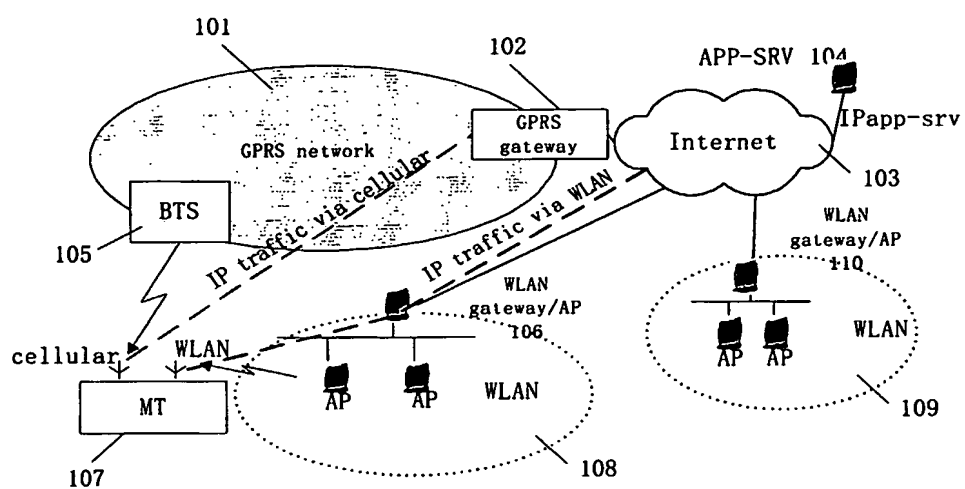 101
102
APP-SRV 104
GPRS
gateway
Internet
IPapp-srv
GPRS network
103
BTS
105
IP traffic via cellular
IP traffic via WLAN
WLAN
gateway/AP
110
WLAN
gateway/AP
106
cellular
WLAN
AP
AP
WLAN
AP
AP
WLAN
MT
109
107
108